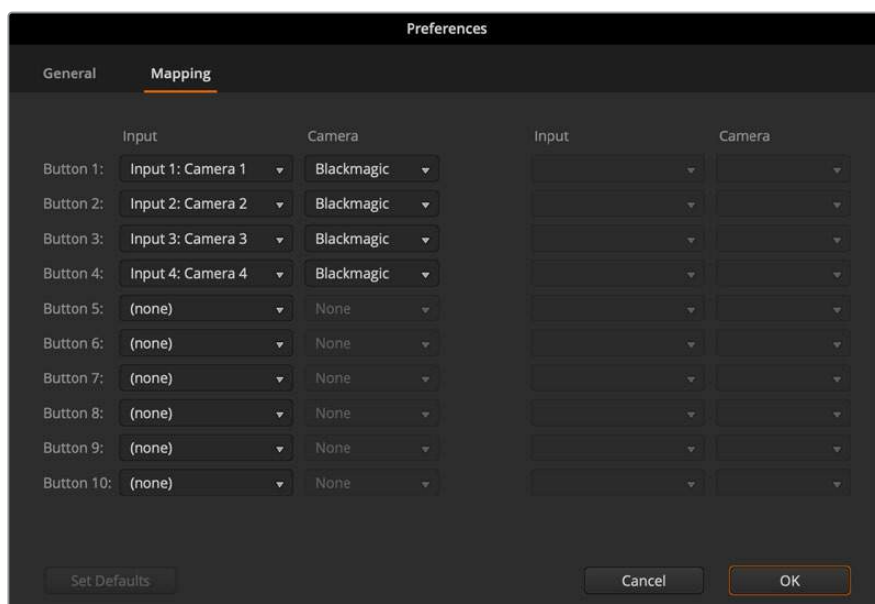 Preferences
General Mapping
Input Camera Input Camera
Button 1: Input 1: Camera 1 Blackmagic
Button 2: Input 2: Camera 2 Blackmagic
Button 3: Input 3: Camera 3 Blackmagic
Button 4: Input 4: Camera 4 Blackmagic
Button 5: (none) None
Button 6: (none) None
Button 7: (none) None
Button 8: (none) None
Button 9: (none) None
Button 10: (none) None
Set Defaults Cancel OK